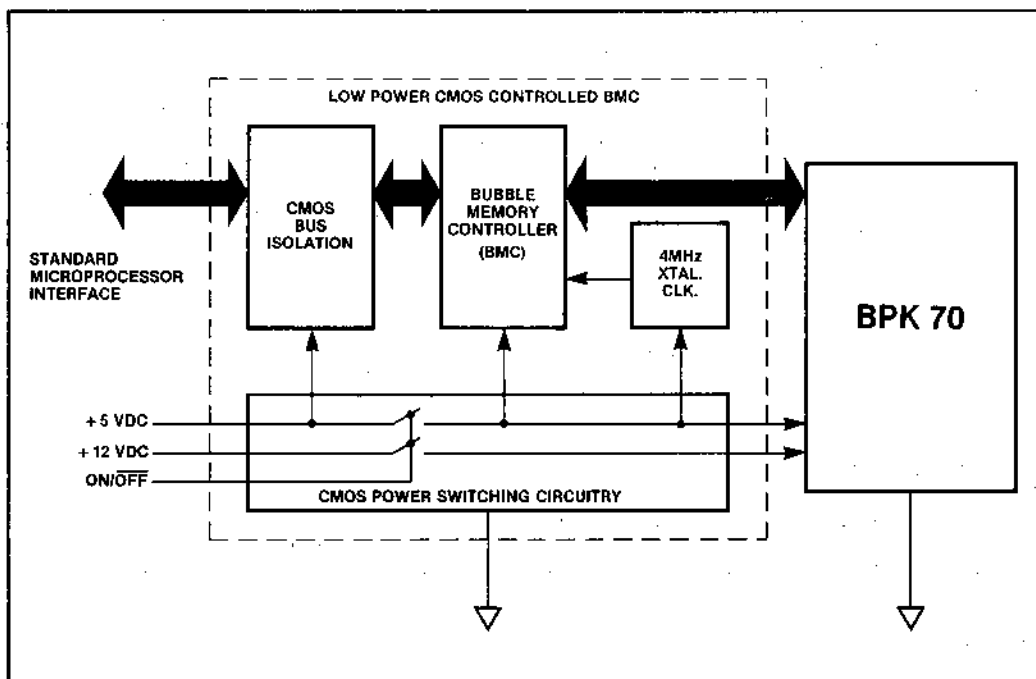 LOW POWER CMOS CONTROLLED BMC
CMOS
BUS
ISOLATION
BUBBLE
MEMORY
CONTROLLER
(BMC)
4MHz
XTAL.
CLK.
STANDARD
MICROPROCESSOR
INTERFACE
BPK 70
+ 5 VDC
+ 12 VDC
ON/OFF
CMOS POWER SWITCHING CIRCUITRY